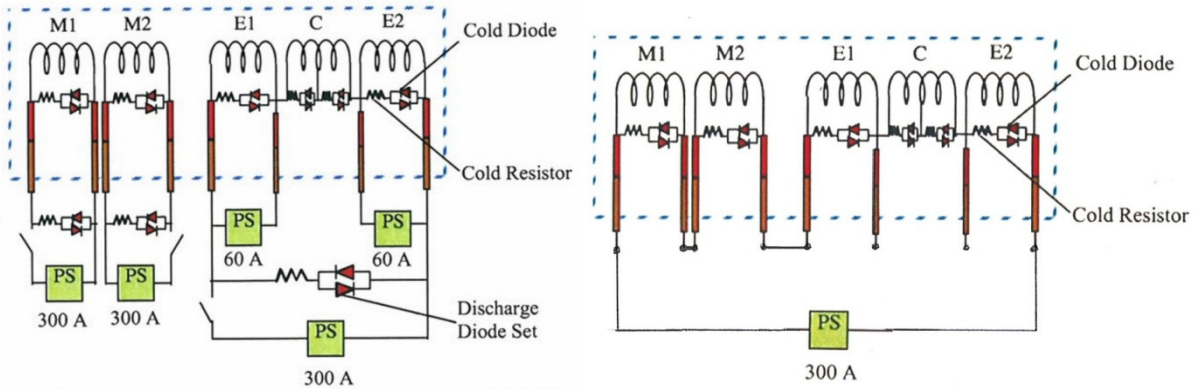 M1 M2 E1 C E2
Cold Diode
Cold Resistor
PS PS
60 A 60 A
PS PS
300 A 300 A
Discharge
Diode Set
PS
300 A
M1 M2 E1 C E2
Cold Diode
Cold Resistor
PS
300 A